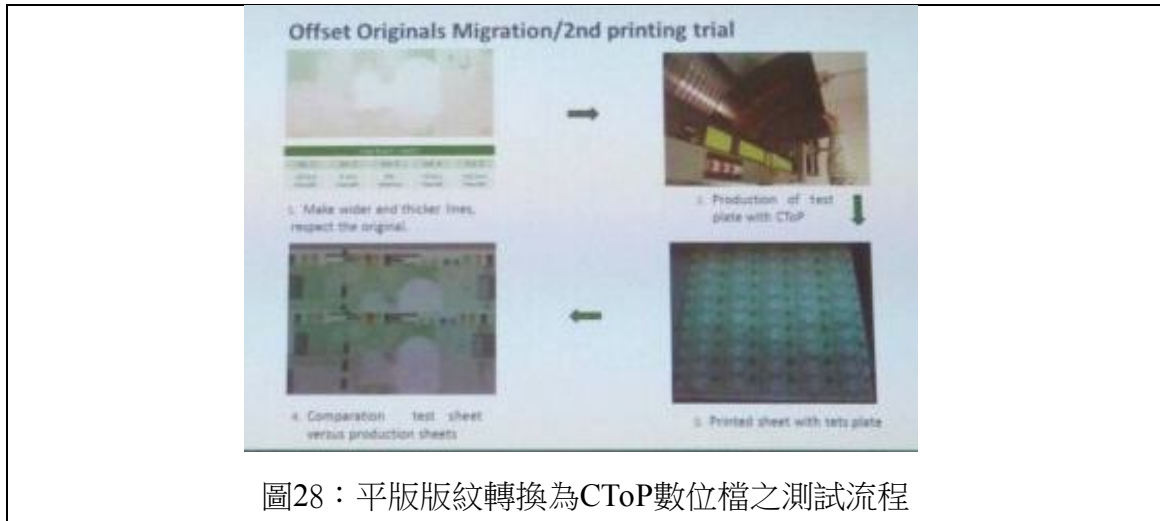 Offset Originals Migration/2nd printing trial
1. Make wider and thicker lines,
respect the original.
2. Production of test
plate with CToP
4. Comparation test sheet
versus production sheets
3. Printed sheet with tets plate
圖28：平版版紋轉換為CToP數位檔之測試流程